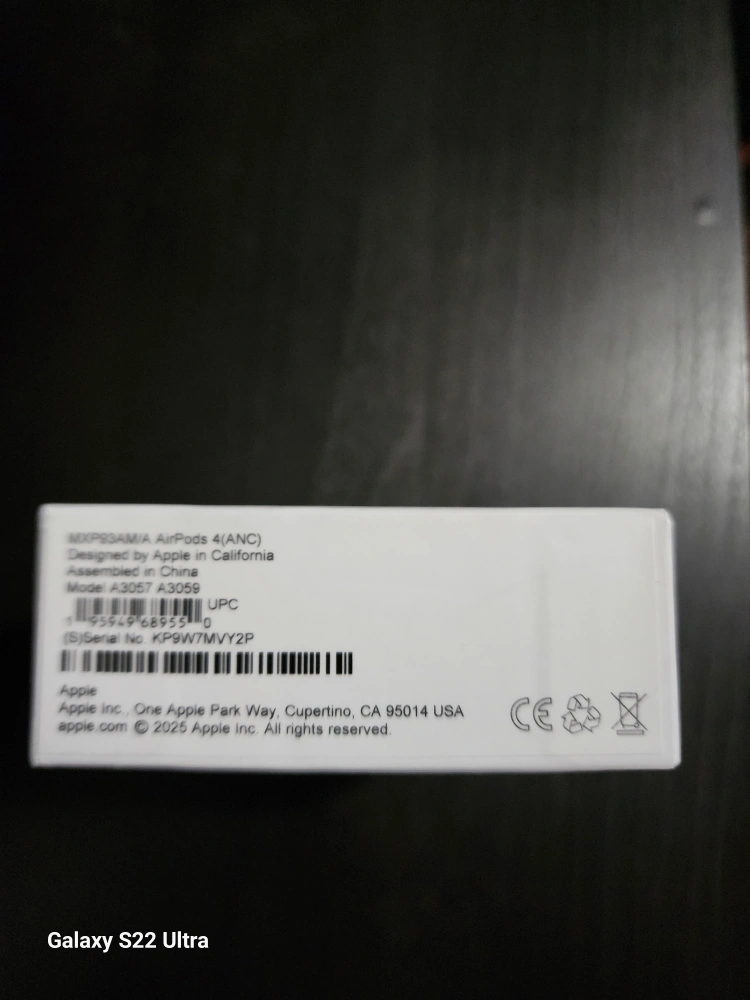 MXP93AM/A AirPods 4(ANC)
Designed by Apple in California
Assembled in China
Model A3057 A3059
UPC
1 95949 68955 0
(S)Serial No. KP9W7MVY2P
Apple
Apple Inc., One Apple Park Way, Cupertino, CA 95014 USA
apple.com © 2025 Apple Inc. All rights reserved.
CE
Galaxy S22 Ultra